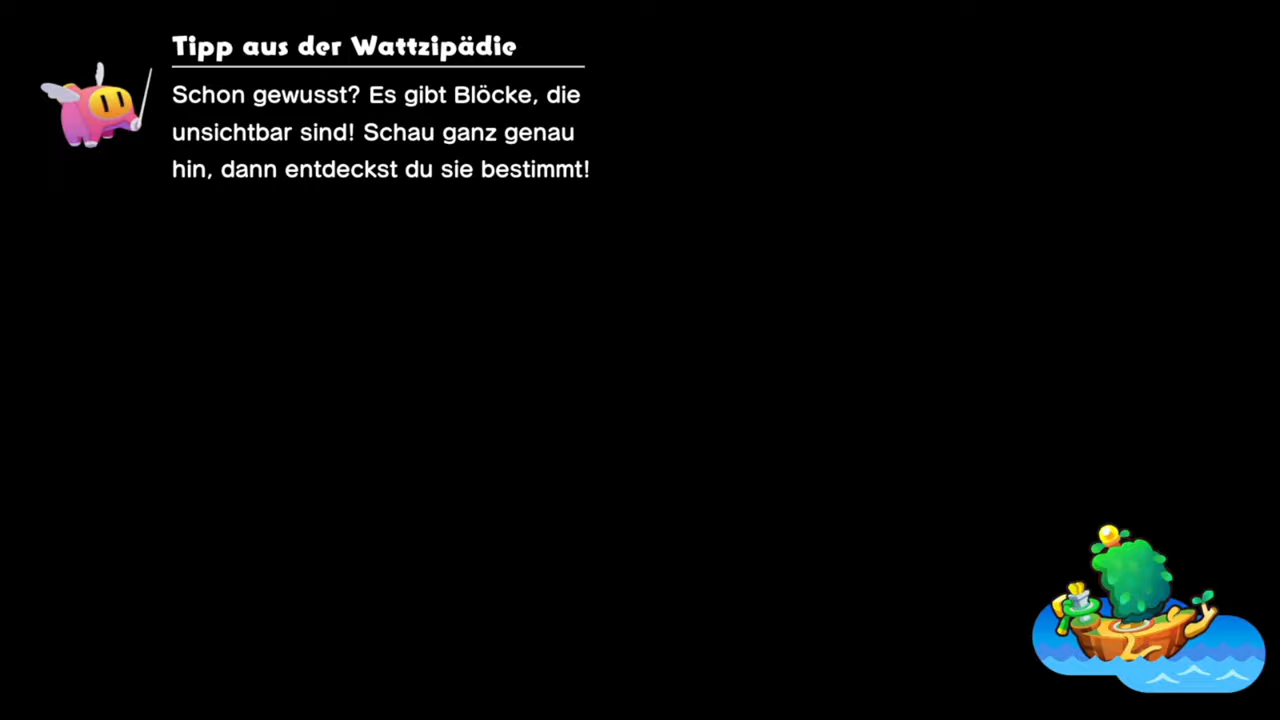 Tipp aus der Wattzipädie
Schon gewusst? Es gibt Blöcke, die
unsichtbar sind! Schau ganz genau
hin, dann entdeckst du sie bestimmt!